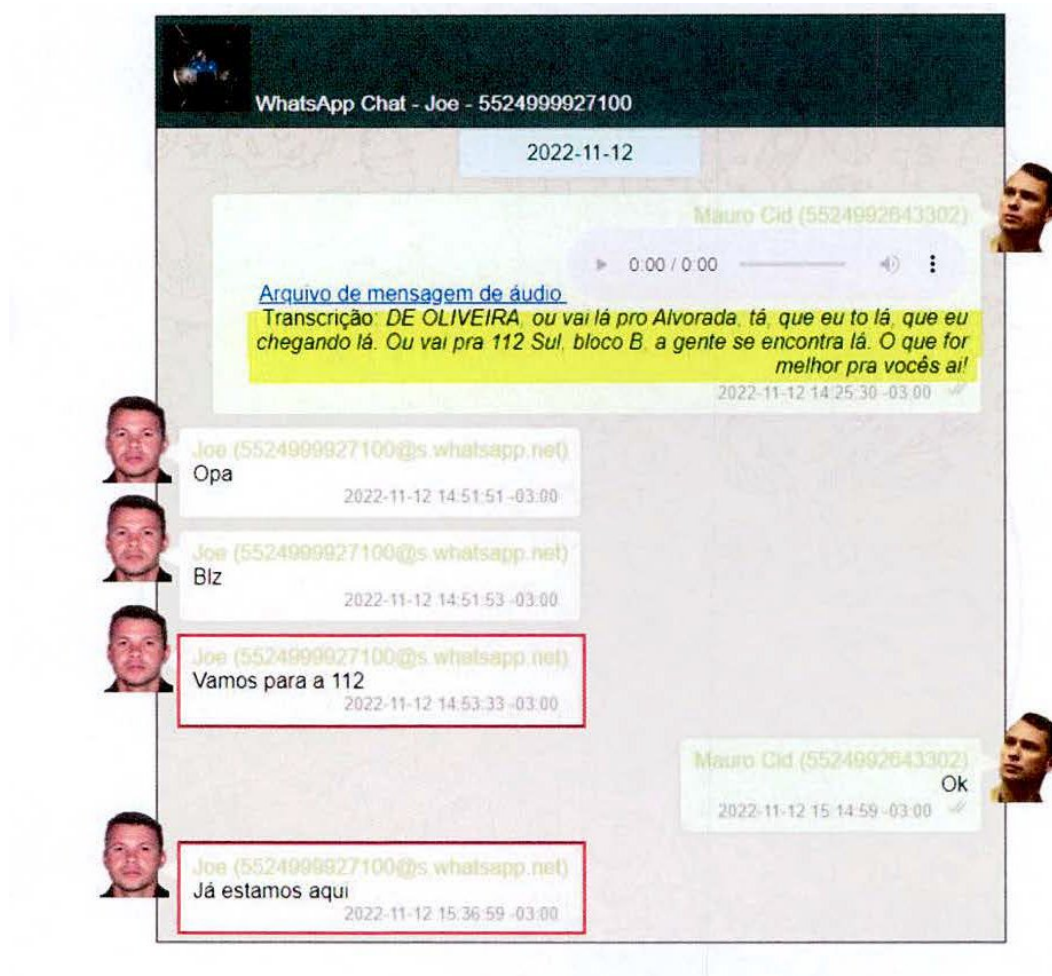 WhatsApp Chat - Joe - 5524999927100
2022-11-12
Mauro Cid (5524992643302)
0:00 / 0:00
Arquivo de mensagem de áudio
Transcrição: DE OLIVEIRA, ou vai lá pro Alvorada, tá, que eu to lá, que eu
chegando lá. Ou vai pra 112 Sul, bloco B, a gente se encontra lá. O que for
melhor pra vocês ai!
2022-11-12 14:25:30 -03:00
Joe (5524999927100@s.whatsapp.net)
Opa
2022-11-12 14:51:51 -03:00
Joe (5524999927100@s.whatsapp.net)
Blz
2022-11-12 14:51:53 -03:00
Joe (5524999927100@s.whatsapp.net)
Vamos para a 112
2022-11-12 14:53:33 -03:00
Mauro Cid (5524992643302)
Ok
2022-11-12 15:14:59 -03:00
Joe (5524999927100@s.whatsapp.net)
Já estamos aqui
2022-11-12 15:36:59 -03:00